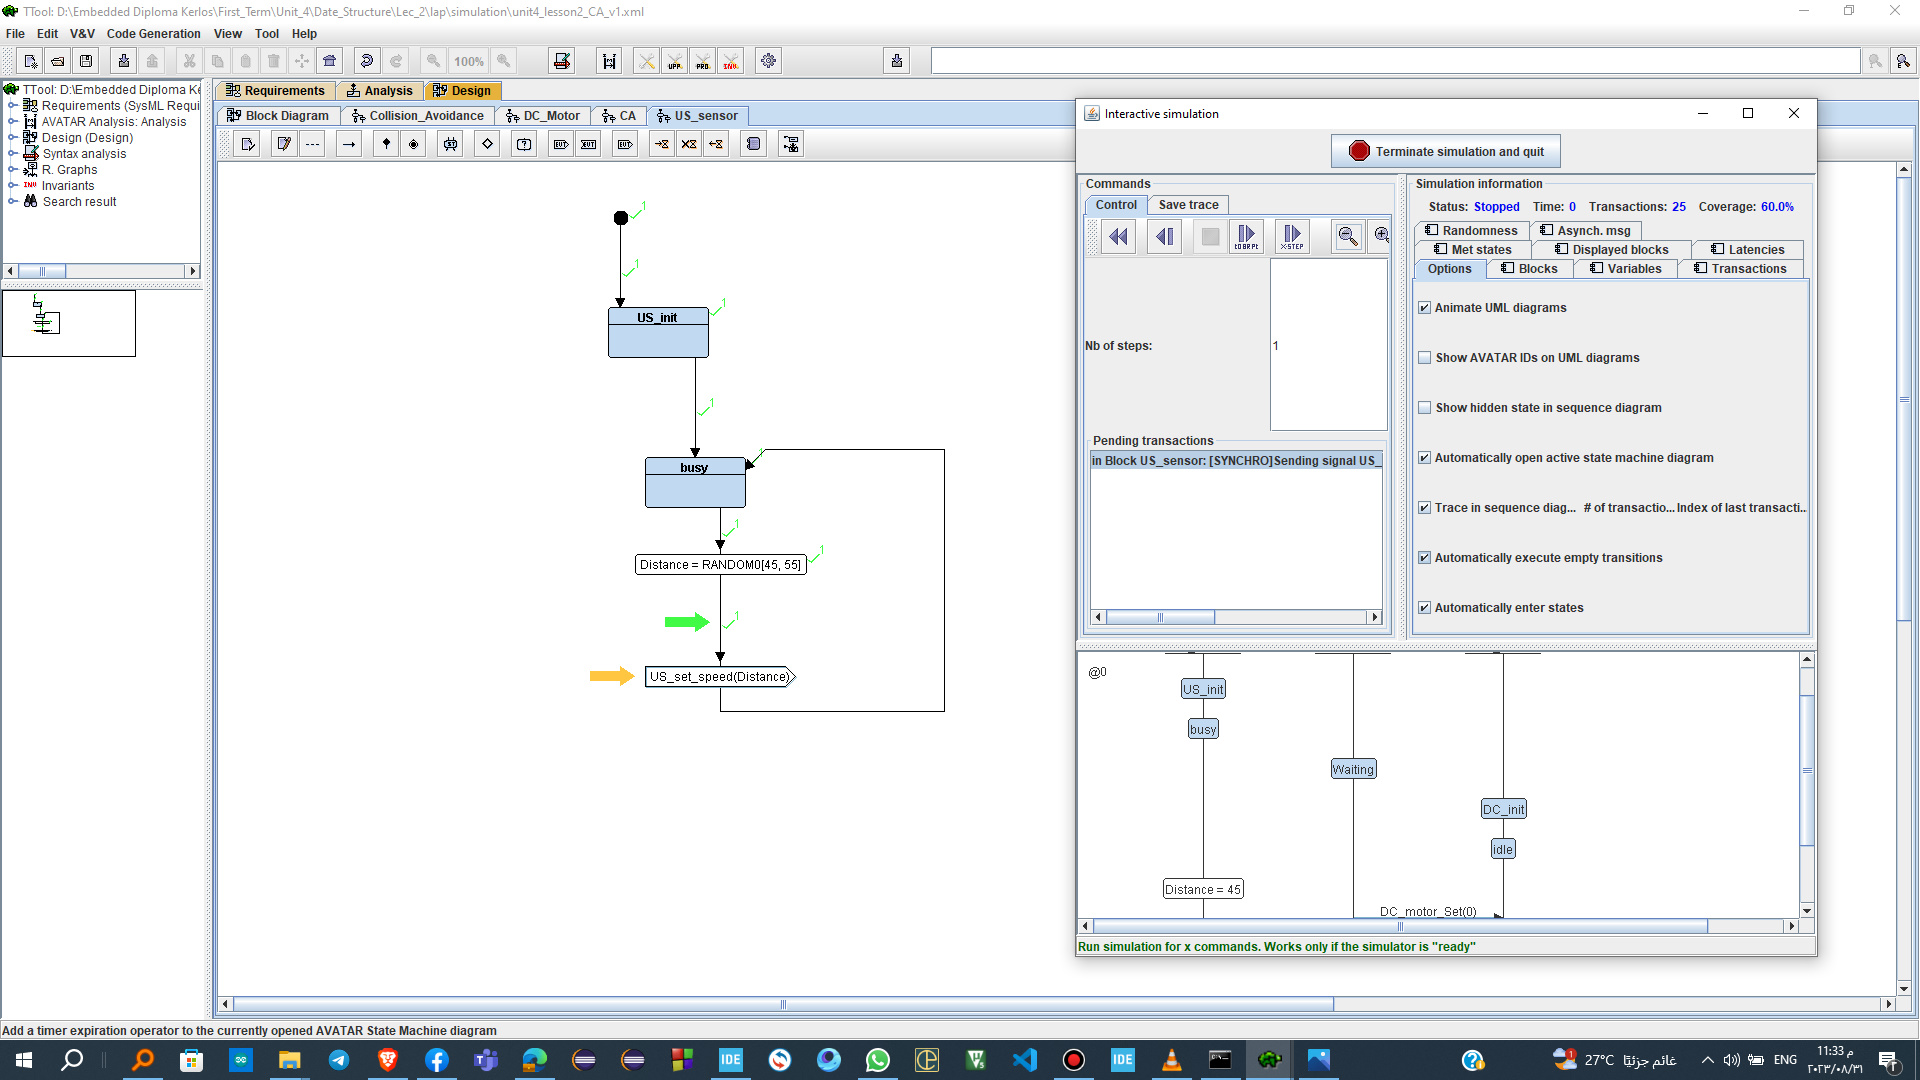 TTool: D:\Embedded Diploma Kerlos\First_Term\Unit_4\Date_Structure\Lec_2\lap\simulation\unit4_lesson2_CA_v1.xml
File Edit V&V Code Generation View Tool Help
100%
TTool: D:\Embedded Diploma Ke
Requirements (SysML Requi
AVATAR Analysis: Analysis
Design (Design)
Syntax analysis
R. Graphs
Invariants
Search result
Requirements Analysis Design
Block Diagram Collision_Avoidance DC_Motor CA US_sensor
US_init
busy
Distance = RANDOM0[45, 55]
US_set_speed(Distance)
Interactive simulation
Terminate simulation and quit
Commands
Control Save trace
Nb of steps:
1
Pending transactions
in Block US_sensor: [SYNCHRO]Sending signal US_
Simulation information
Status: Stopped Time: 0 Transactions: 25 Coverage: 60.0%
Randomness Asynch. msg
Met states Displayed blocks Latencies
Options Blocks Variables Transactions
Animate UML diagrams
Show AVATAR IDs on UML diagrams
Show hidden state in sequence diagram
Automatically open active state machine diagram
Trace in sequence diag... # of transactio... Index of last transacti...
Automatically execute empty transitions
Automatically enter states
@0
US_init
busy
Waiting
DC_init
idle
Distance = 45
DC_motor_Set(0)
Run simulation for x commands. Works only if the simulator is "ready"
Add a timer expiration operator to the currently opened AVATAR State Machine diagram
27°C غائم جزئيًا
ENG
11:33 م
٢٠٢٣/٠٨/٣١